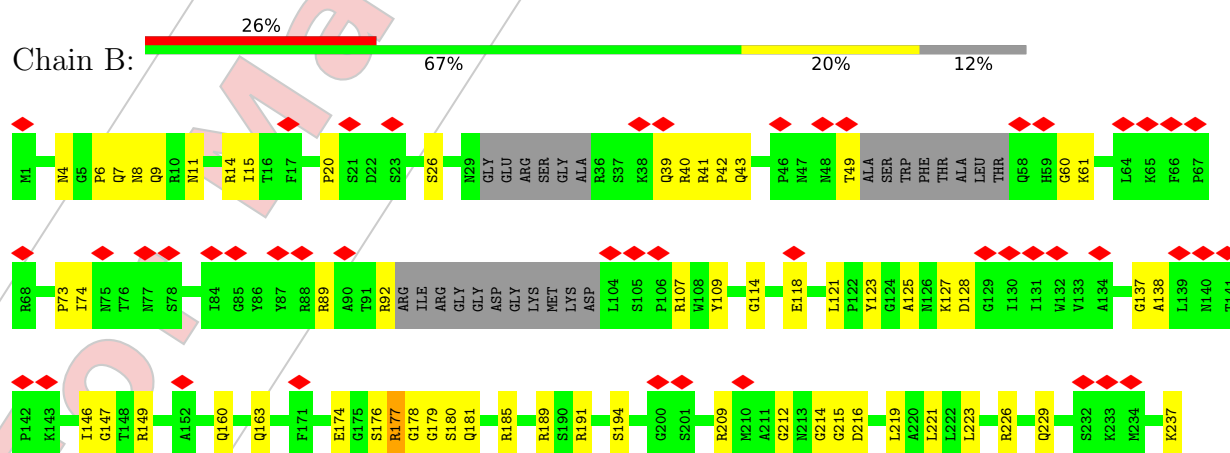 26%
Chain B:
67% 20% 12%
M1 N4 G5 P6 Q7 N8 Q9 R10 N11 R14 I15 T16 F17 P20 S21 D22 S23 S26 N29 GLY GLU ARG SER GLY ALA R36 S37 K38 Q39 R40 R41 P42 Q43 P46 N47 N48 T49 ALA SER TRP PHE THR ALA LEU THR Q58 H59 G60 K61 L64 K65 F66 P67
R68 P73 I74 N75 T76 N77 S78 I84 G85 Y86 Y87 R88 R89 A90 T91 R92 ARG ILE ARG GLY GLY ASP GLY LYS MET LYS ASP L104 S105 P106 R107 W108 Y109 G114 E118 L121 P122 Y123 G124 A125 N126 K127 D128 G129 I130 I131 W132 V133 A134 G137 A138 L139 N140 T141
P142 K143 I146 G147 T148 R149 A152 Q160 Q163 F171 E174 G175 S176 R177 G178 G179 S180 Q181 R185 R189 S190 R191 S194 G200 S201 R209 M210 A211 G212 N213 G214 G215 D216 L219 A220 L221 L222 L223 R226 Q229 S232 K233 M234 K237